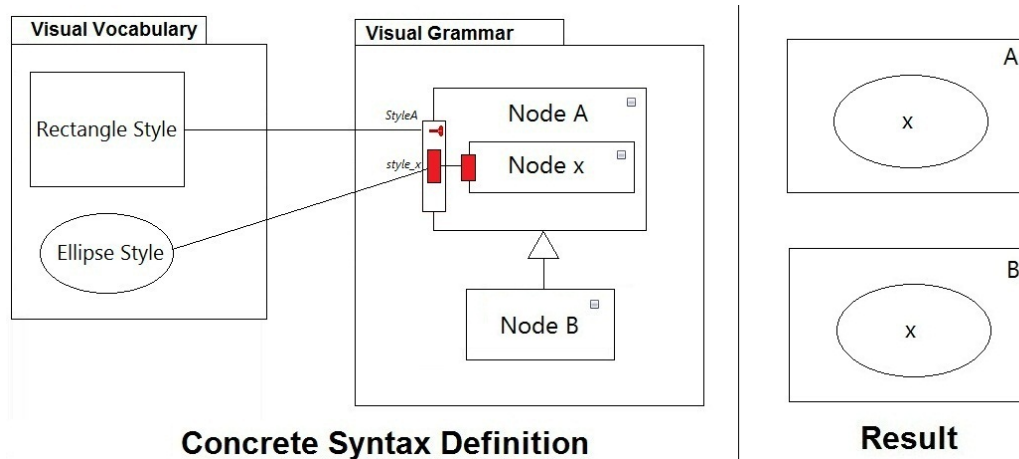 Visual Vocabulary
Rectangle Style
Ellipse Style
Visual Grammar
StyleA
style_x
Node A
Node x
Node B
Concrete Syntax Definition
A
x
B
x
Result